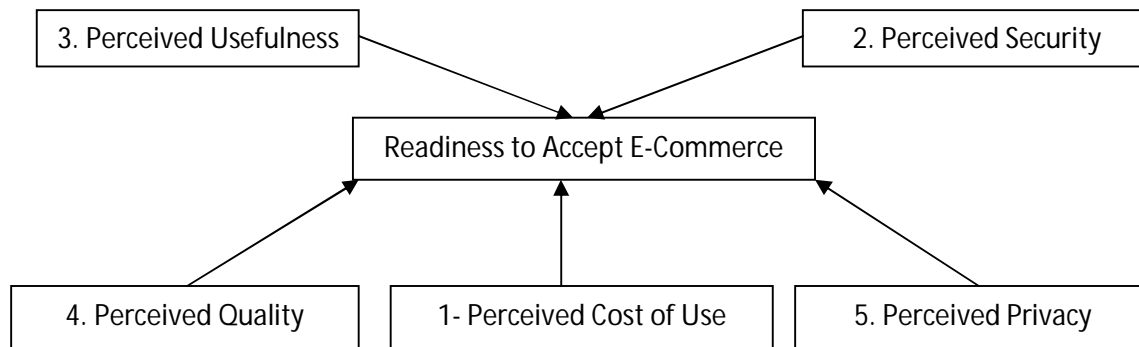 3. Perceived Usefulness
2. Perceived Security
Readiness to Accept E-Commerce
4. Perceived Quality
1- Perceived Cost of Use
5. Perceived Privacy